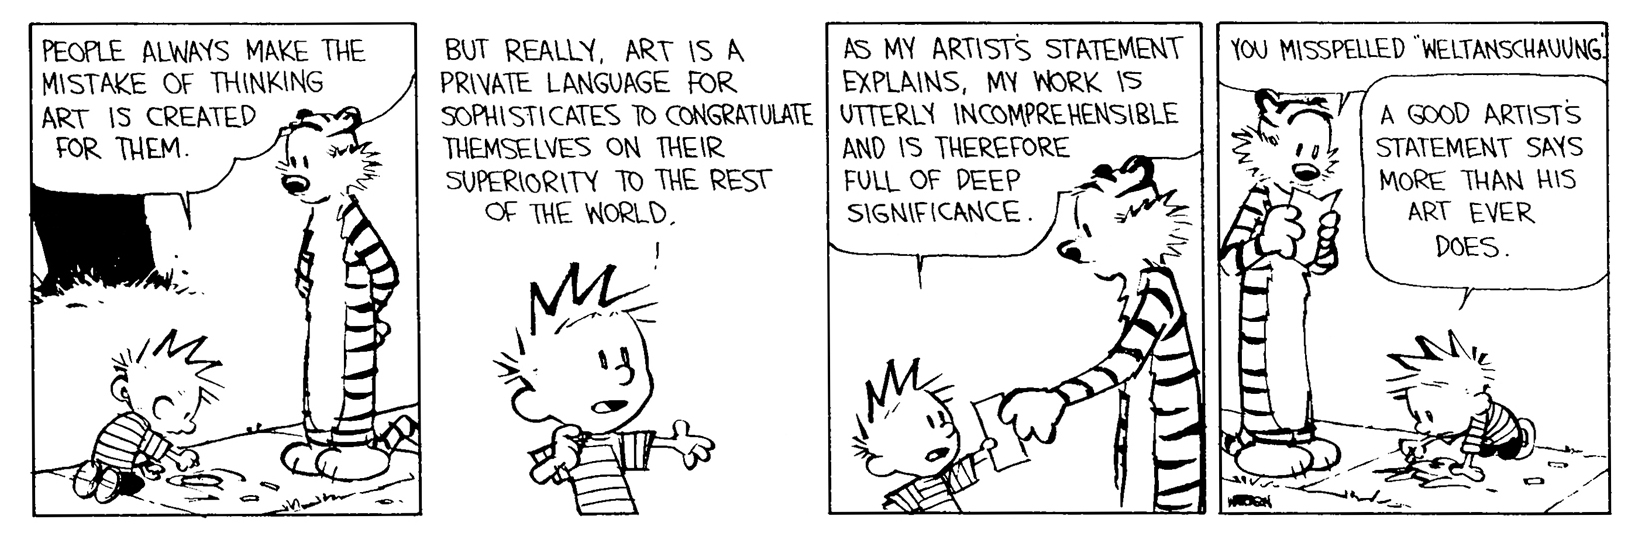 PEOPLE ALWAYS MAKE THE
MISTAKE OF THINKING
ART IS CREATED
FOR THEM.
BUT REALLY, ART IS A
PRIVATE LANGUAGE FOR
SOPHISTICATES TO CONGRATULATE
THEMSELVES ON THEIR
SUPERIORITY TO THE REST
OF THE WORLD.
AS MY ARTIST'S STATEMENT
EXPLAINS, MY WORK IS
UTTERLY INCOMPREHENSIBLE
AND IS THEREFORE
FULL OF DEEP
SIGNIFICANCE.
YOU MISSPELLED "WELTANSCHAUUNG."
A GOOD ARTIST'S
STATEMENT SAYS
MORE THAN HIS
ART EVER
DOES.
WATTERSON